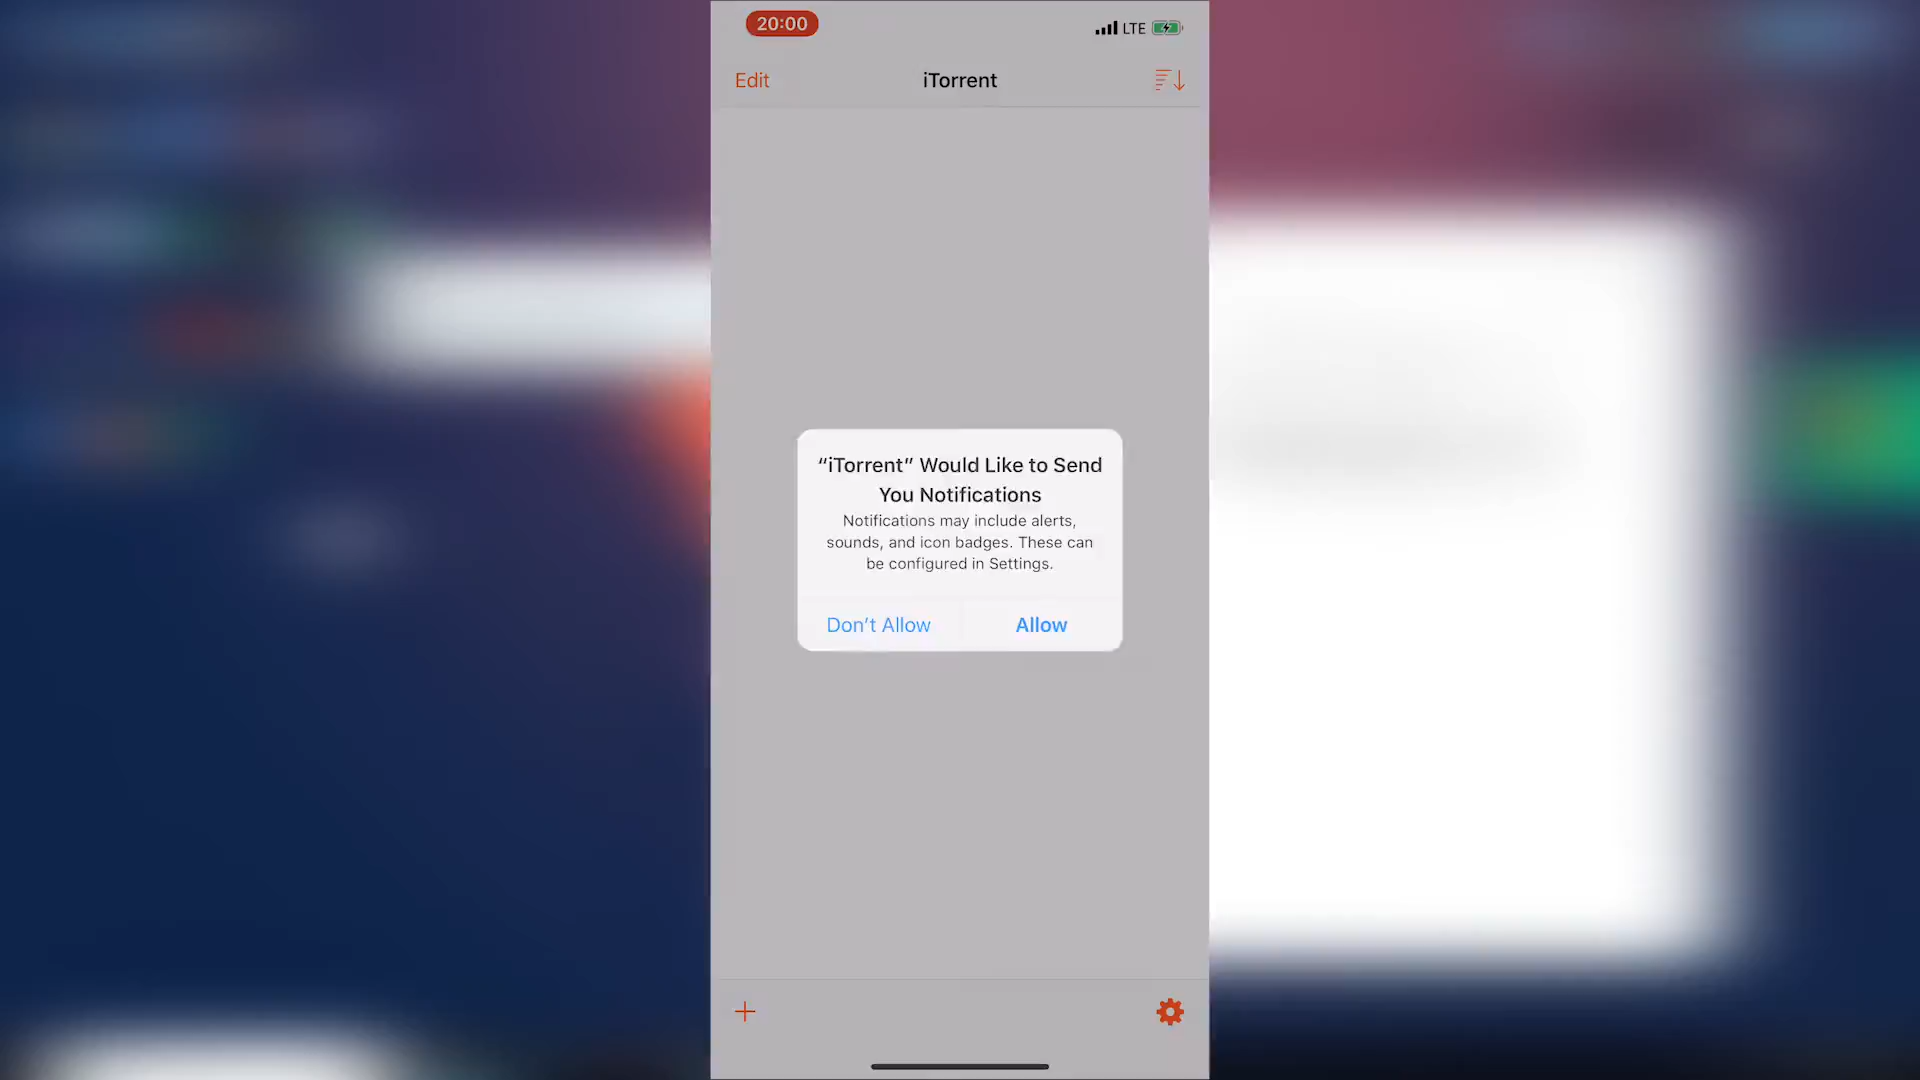 20:00
LTE
Edit
iTorrent
“iTorrent” Would Like to Send
You Notifications
Notifications may include alerts,
sounds, and icon badges. These can
be configured in Settings.
Don’t Allow
Allow